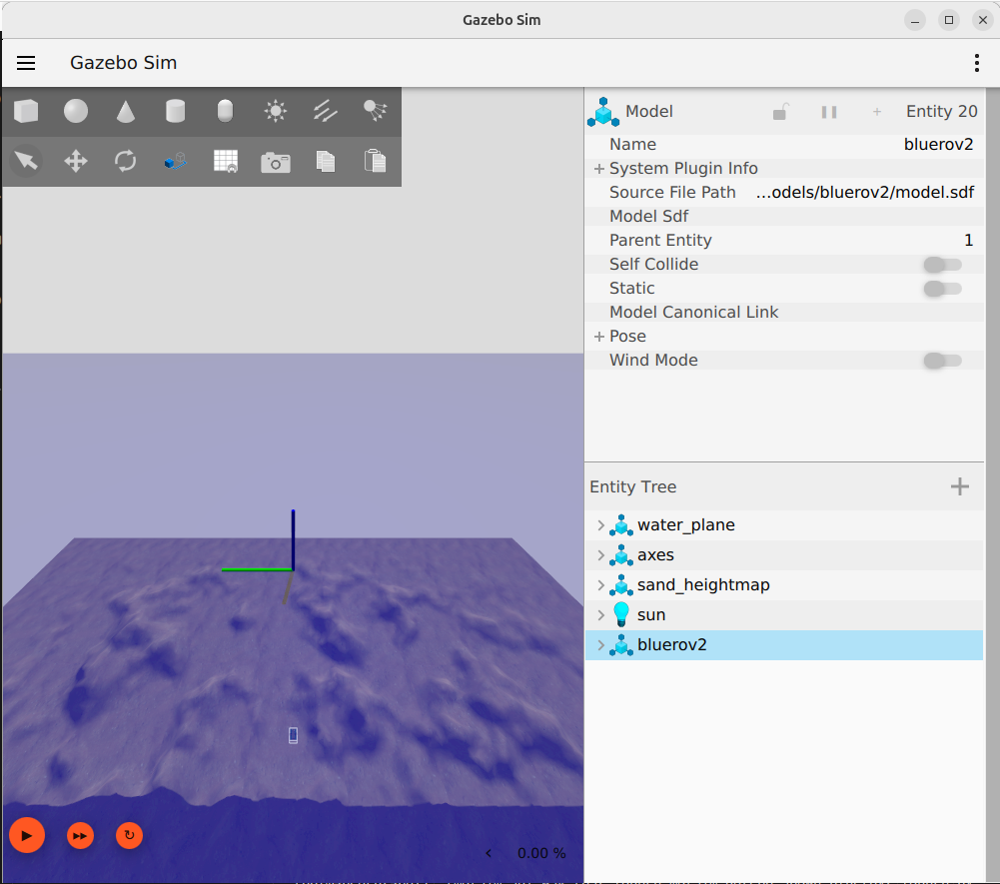 Gazebo Sim
Gazebo Sim
Model
Entity 20
Name
bluerov2
System Plugin Info
Source File Path
...odels/bluerov2/model.sdf
Model Sdf
Parent Entity
1
Self Collide
Static
Model Canonical Link
Pose
Wind Mode
Entity Tree
water_plane
axes
sand_heightmap
sun
bluerov2
0.00 %